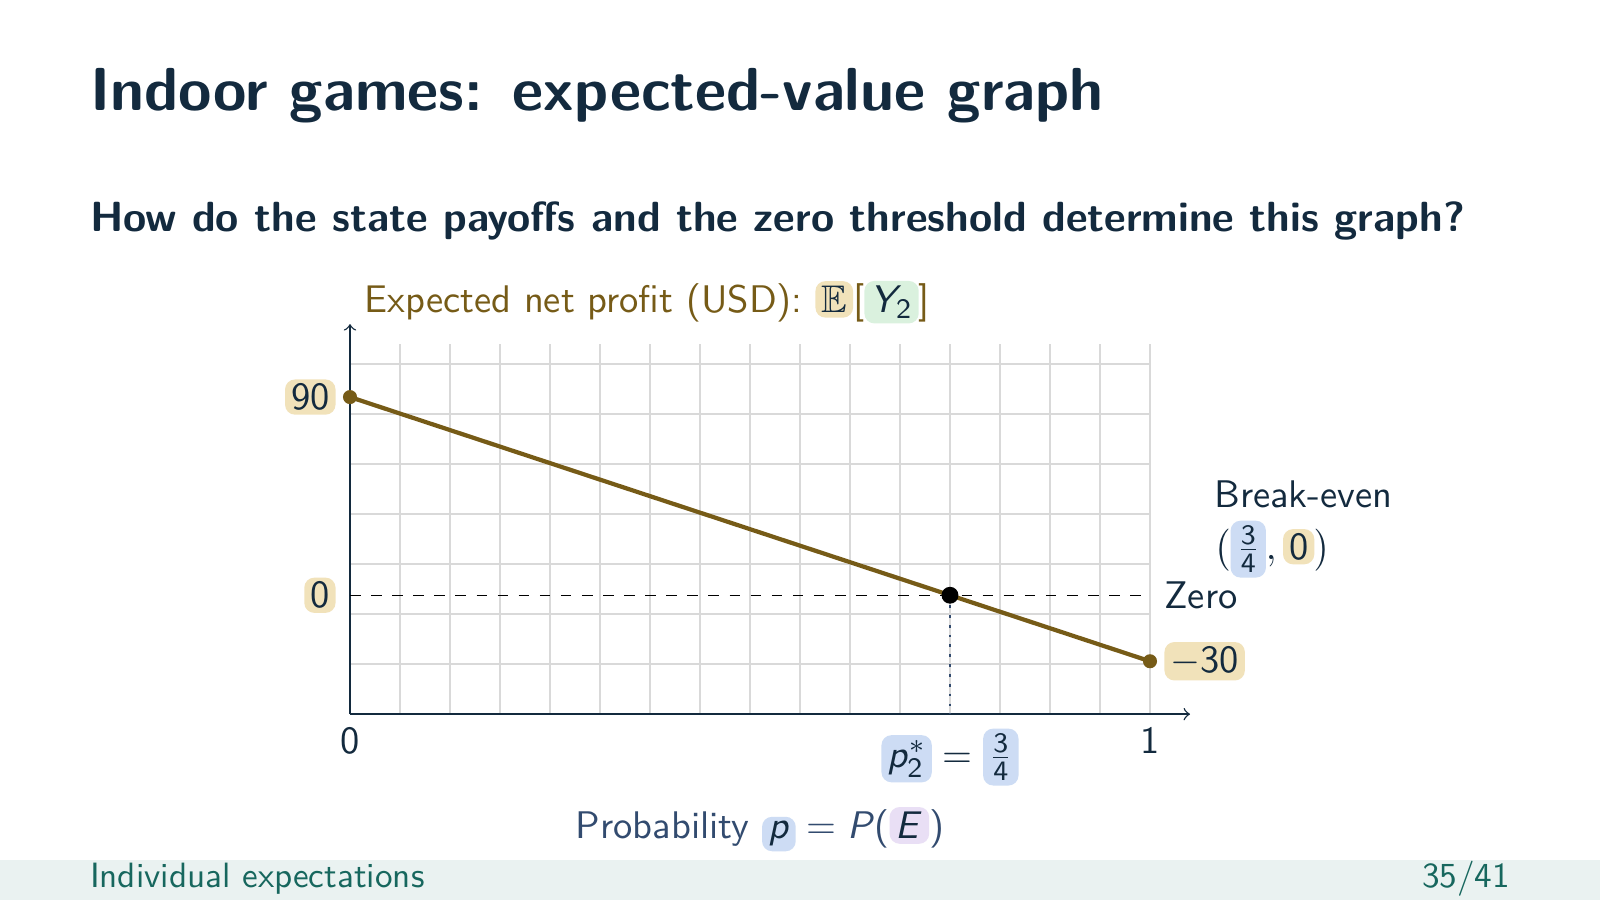 Indoor games: expected-value graph
How do the state payoffs and the zero threshold determine this graph?
Expected net profit (USD): 𝔼[Y₂]
90
Break-even
(3/4, 0)
0
Zero
−30
0
1
p₂* = 3/4
Probability p = P(E)
Individual expectations
35/41